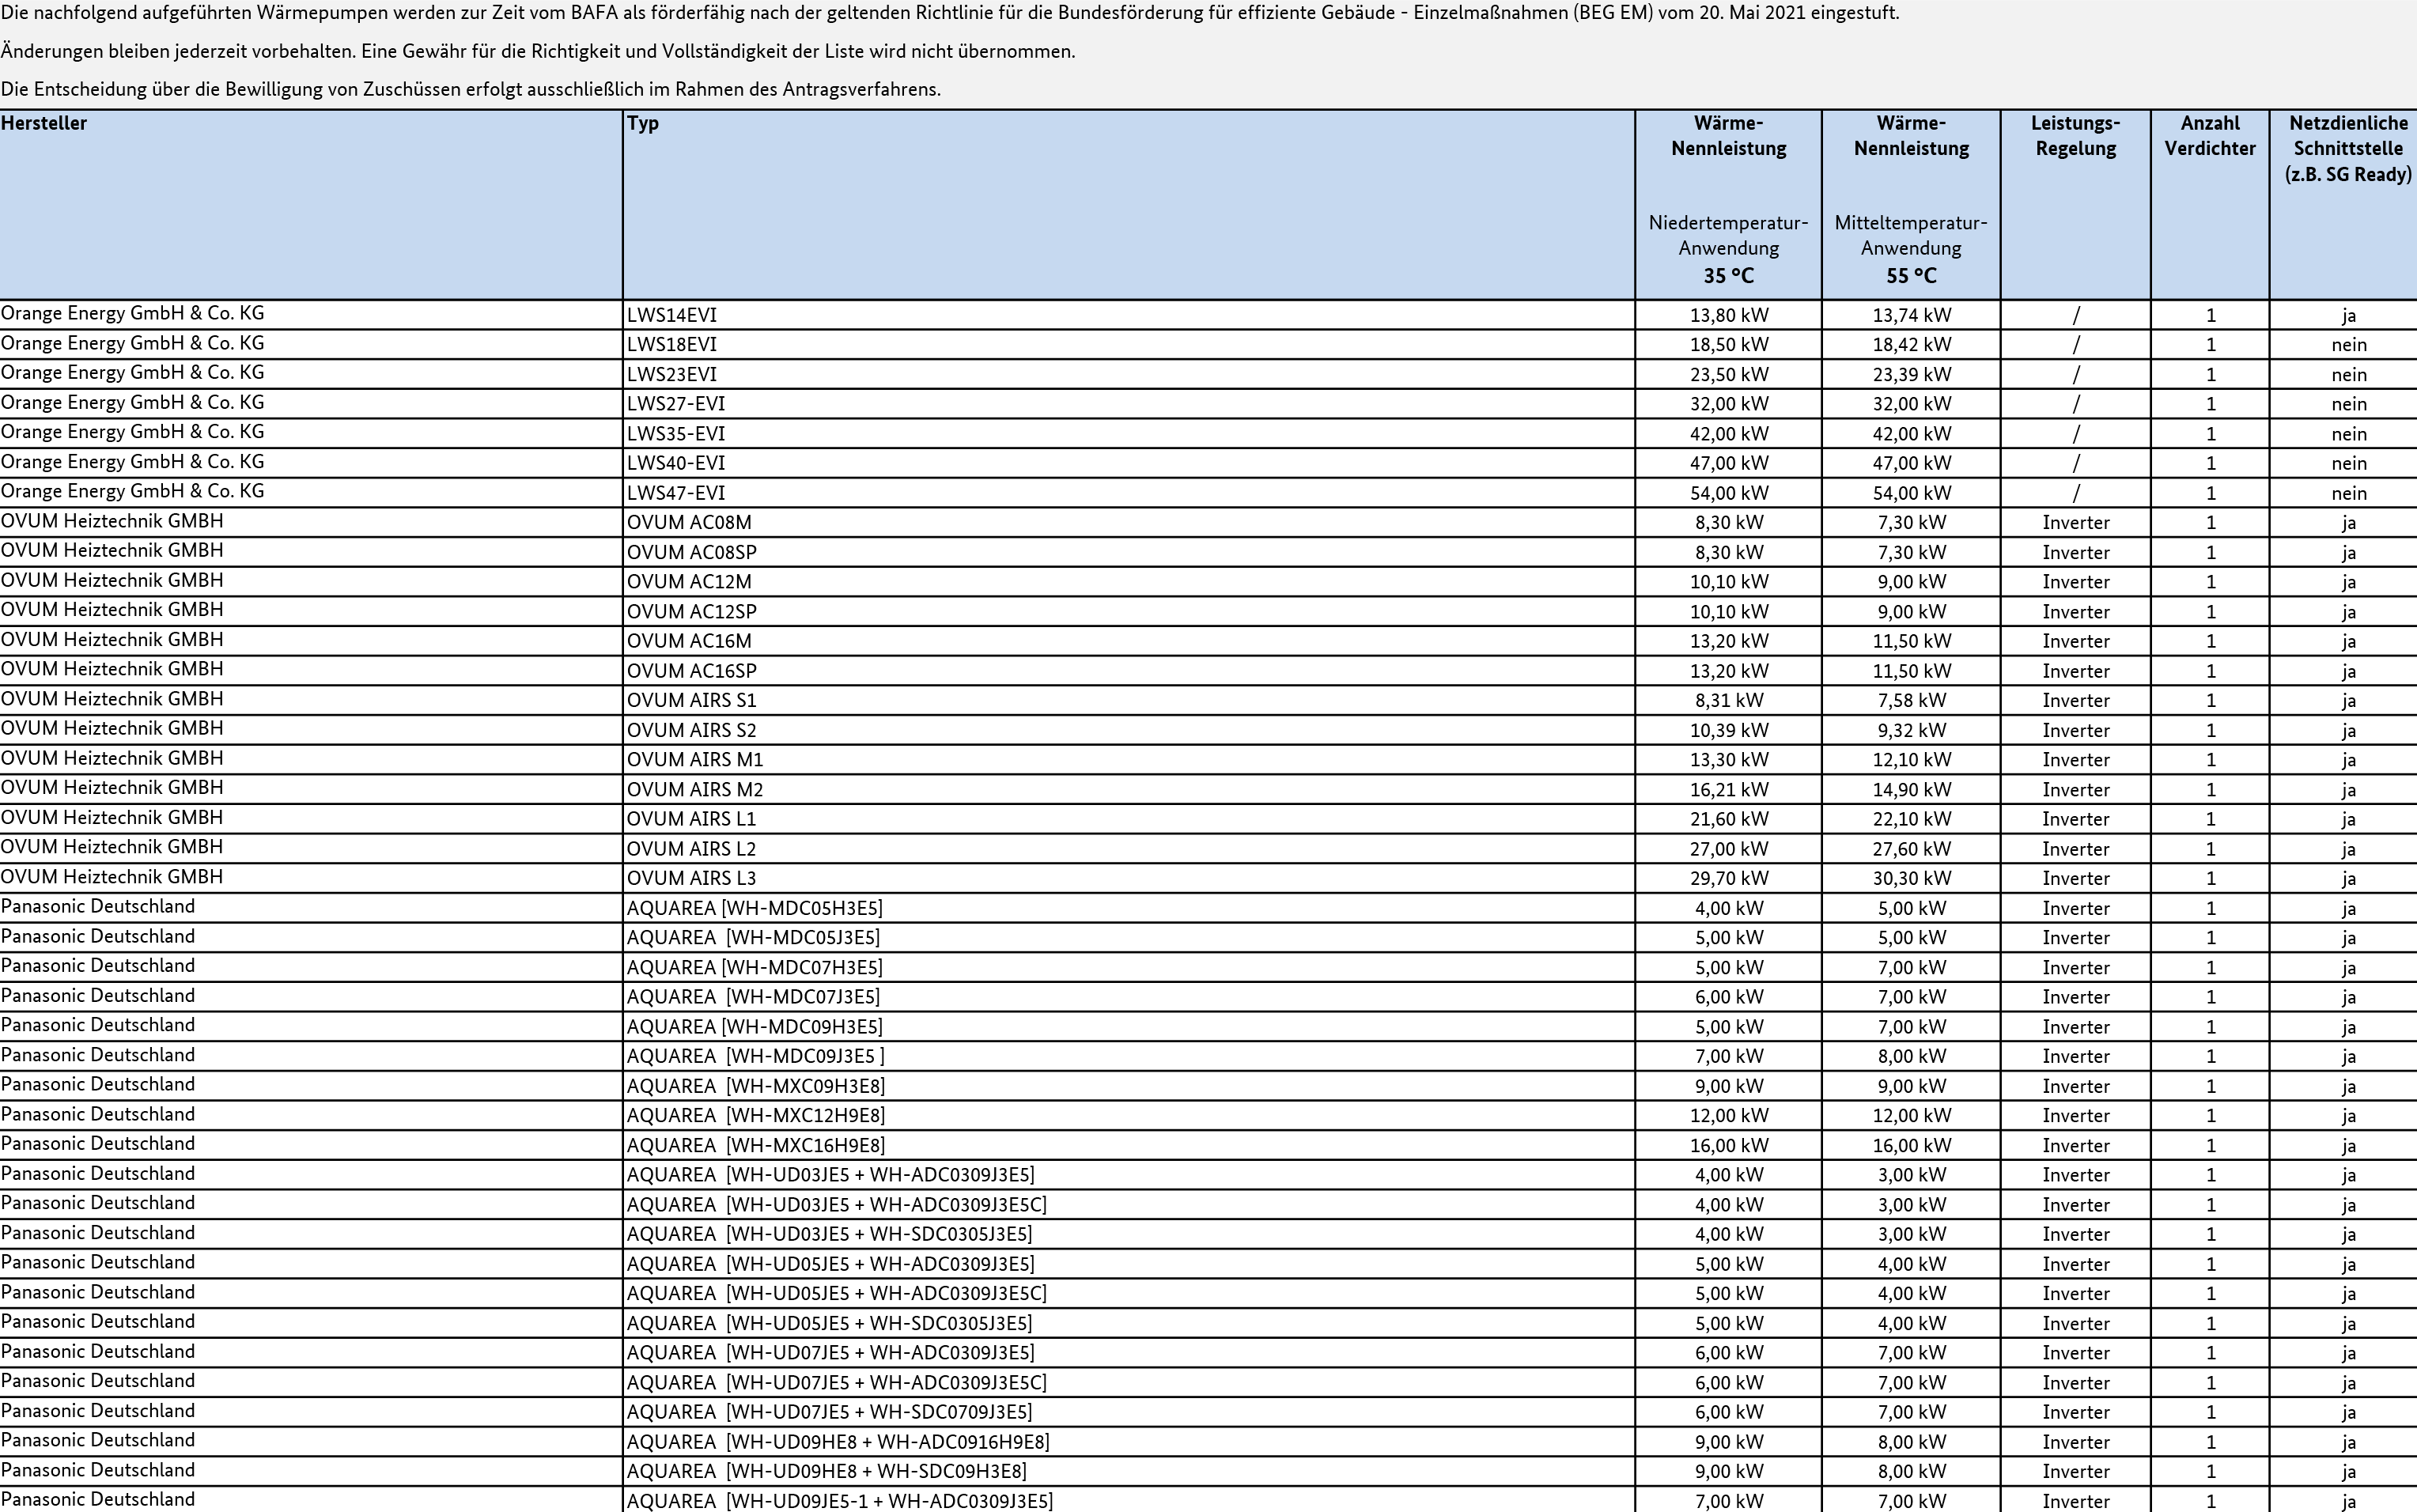 Die nachfolgend aufgeführten Wärmepumpen werden zur Zeit vom BAFA als förderfähig nach der geltenden Richtlinie für die Bundesförderung für effiziente Gebäude - Einzelmaßnahmen (BEG EM) vom 20. Mai 2021 eingestuft.
Änderungen bleiben jederzeit vorbehalten. Eine Gewähr für die Richtigkeit und Vollständigkeit der Liste wird nicht übernommen.
Die Entscheidung über die Bewilligung von Zuschüssen erfolgt ausschließlich im Rahmen des Antragsverfahrens.
Hersteller Typ Wärme- Wärme- Leistungs- Anzahl Netzdienliche
Nennleistung Nennleistung Regelung Verdichter Schnittstelle
(z.B. SG Ready)
Niedertemperatur- Mitteltemperatur-
Anwendung Anwendung
35 °C 55 °C
Orange Energy GmbH & Co. KG LWS14EVI 13,80 kW 13,74 kW / 1 ja
Orange Energy GmbH & Co. KG LWS18EVI 18,50 kW 18,42 kW / 1 nein
Orange Energy GmbH & Co. KG LWS23EVI 23,50 kW 23,39 kW / 1 nein
Orange Energy GmbH & Co. KG LWS27-EVI 32,00 kW 32,00 kW / 1 nein
Orange Energy GmbH & Co. KG LWS35-EVI 42,00 kW 42,00 kW / 1 nein
Orange Energy GmbH & Co. KG LWS40-EVI 47,00 kW 47,00 kW / 1 nein
Orange Energy GmbH & Co. KG LWS47-EVI 54,00 kW 54,00 kW / 1 nein
OVUM Heiztechnik GMBH OVUM AC08M 8,30 kW 7,30 kW Inverter 1 ja
OVUM Heiztechnik GMBH OVUM AC08SP 8,30 kW 7,30 kW Inverter 1 ja
OVUM Heiztechnik GMBH OVUM AC12M 10,10 kW 9,00 kW Inverter 1 ja
OVUM Heiztechnik GMBH OVUM AC12SP 10,10 kW 9,00 kW Inverter 1 ja
OVUM Heiztechnik GMBH OVUM AC16M 13,20 kW 11,50 kW Inverter 1 ja
OVUM Heiztechnik GMBH OVUM AC16SP 13,20 kW 11,50 kW Inverter 1 ja
OVUM Heiztechnik GMBH OVUM AIRS S1 8,31 kW 7,58 kW Inverter 1 ja
OVUM Heiztechnik GMBH OVUM AIRS S2 10,39 kW 9,32 kW Inverter 1 ja
OVUM Heiztechnik GMBH OVUM AIRS M1 13,30 kW 12,10 kW Inverter 1 ja
OVUM Heiztechnik GMBH OVUM AIRS M2 16,21 kW 14,90 kW Inverter 1 ja
OVUM Heiztechnik GMBH OVUM AIRS L1 21,60 kW 22,10 kW Inverter 1 ja
OVUM Heiztechnik GMBH OVUM AIRS L2 27,00 kW 27,60 kW Inverter 1 ja
OVUM Heiztechnik GMBH OVUM AIRS L3 29,70 kW 30,30 kW Inverter 1 ja
Panasonic Deutschland AQUAREA [WH-MDC05H3E5] 4,00 kW 5,00 kW Inverter 1 ja
Panasonic Deutschland AQUAREA [WH-MDC05J3E5] 5,00 kW 5,00 kW Inverter 1 ja
Panasonic Deutschland AQUAREA [WH-MDC07H3E5] 5,00 kW 7,00 kW Inverter 1 ja
Panasonic Deutschland AQUAREA [WH-MDC07J3E5] 6,00 kW 7,00 kW Inverter 1 ja
Panasonic Deutschland AQUAREA [WH-MDC09H3E5] 5,00 kW 7,00 kW Inverter 1 ja
Panasonic Deutschland AQUAREA [WH-MDC09J3E5 ] 7,00 kW 8,00 kW Inverter 1 ja
Panasonic Deutschland AQUAREA [WH-MXC09H3E8] 9,00 kW 9,00 kW Inverter 1 ja
Panasonic Deutschland AQUAREA [WH-MXC12H9E8] 12,00 kW 12,00 kW Inverter 1 ja
Panasonic Deutschland AQUAREA [WH-MXC16H9E8] 16,00 kW 16,00 kW Inverter 1 ja
Panasonic Deutschland AQUAREA [WH-UD03JE5 + WH-ADC0309J3E5] 4,00 kW 3,00 kW Inverter 1 ja
Panasonic Deutschland AQUAREA [WH-UD03JE5 + WH-ADC0309J3E5C] 4,00 kW 3,00 kW Inverter 1 ja
Panasonic Deutschland AQUAREA [WH-UD03JE5 + WH-SDC0305J3E5] 4,00 kW 3,00 kW Inverter 1 ja
Panasonic Deutschland AQUAREA [WH-UD05JE5 + WH-ADC0309J3E5] 5,00 kW 4,00 kW Inverter 1 ja
Panasonic Deutschland AQUAREA [WH-UD05JE5 + WH-ADC0309J3E5C] 5,00 kW 4,00 kW Inverter 1 ja
Panasonic Deutschland AQUAREA [WH-UD05JE5 + WH-SDC0305J3E5] 5,00 kW 4,00 kW Inverter 1 ja
Panasonic Deutschland AQUAREA [WH-UD07JE5 + WH-ADC0309J3E5] 6,00 kW 7,00 kW Inverter 1 ja
Panasonic Deutschland AQUAREA [WH-UD07JE5 + WH-ADC0309J3E5C] 6,00 kW 7,00 kW Inverter 1 ja
Panasonic Deutschland AQUAREA [WH-UD07JE5 + WH-SDC0709J3E5] 6,00 kW 7,00 kW Inverter 1 ja
Panasonic Deutschland AQUAREA [WH-UD09HE8 + WH-ADC0916H9E8] 9,00 kW 8,00 kW Inverter 1 ja
Panasonic Deutschland AQUAREA [WH-UD09HE8 + WH-SDC09H3E8] 9,00 kW 8,00 kW Inverter 1 ja
Panasonic Deutschland AQUAREA [WH-UD09JE5-1 + WH-ADC0309J3E5] 7,00 kW 7,00 kW Inverter 1 ja